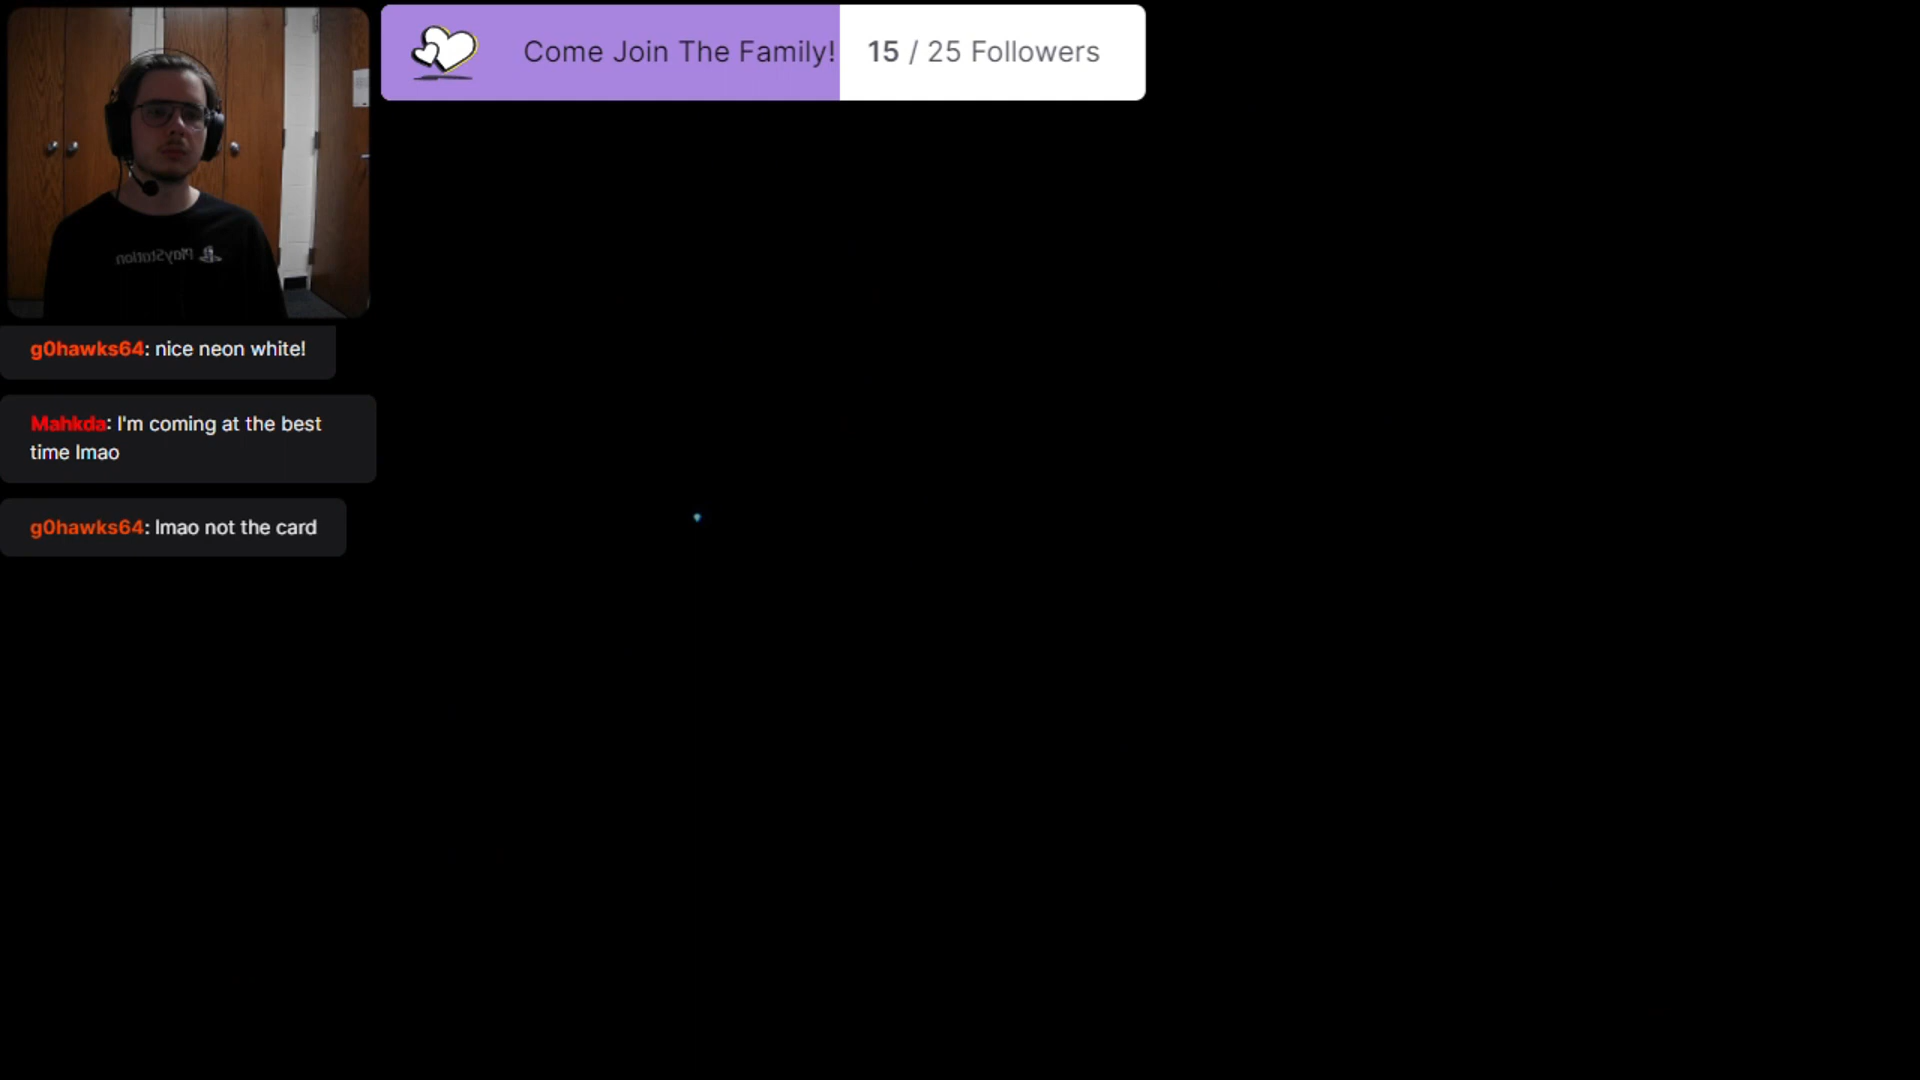 Come Join The Family! 15 / 25 Followers
PlayStation
g0hawks64: nice neon white!
Mahkda: I'm coming at the best
time lmao
g0hawks64: lmao not the card